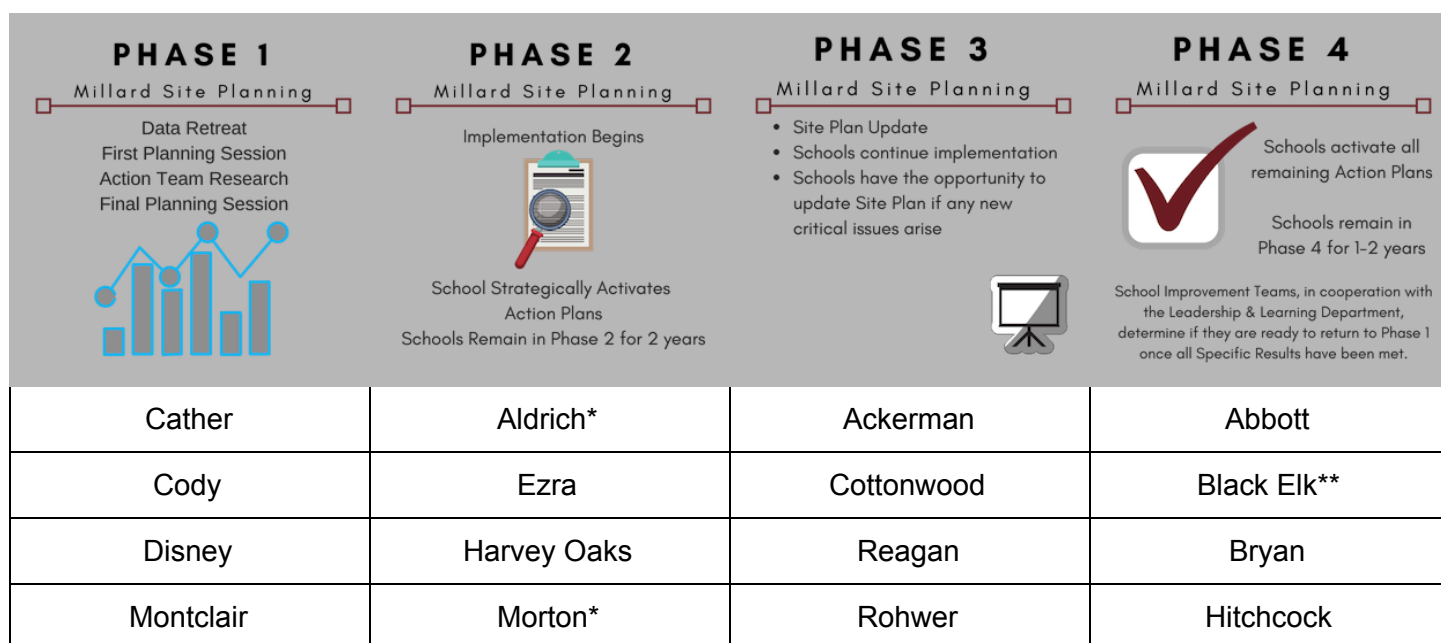 PHASE 1
Millard Site Planning
Data Retreat
First Planning Session
Action Team Research
Final Planning Session
PHASE 2
Millard Site Planning
Implementation Begins
School Strategically Activates
Action Plans
Schools Remain in Phase 2 for 2 years
PHASE 3
Millard Site Planning
• Site Plan Update
• Schools continue implementation
• Schools have the opportunity to
update Site Plan if any new
critical issues arise
PHASE 4
Millard Site Planning
Schools activate all
remaining Action Plans
Schools remain in
Phase 4 for 1-2 years
School Improvement Teams, in cooperation with
the Leadership & Learning Department,
determine if they are ready to return to Phase 1
once all Specific Results have been met.
Cather Aldrich* Ackerman Abbott
Cody Ezra Cottonwood Black Elk**
Disney Harvey Oaks Reagan Bryan
Montclair Morton* Rohwer Hitchcock